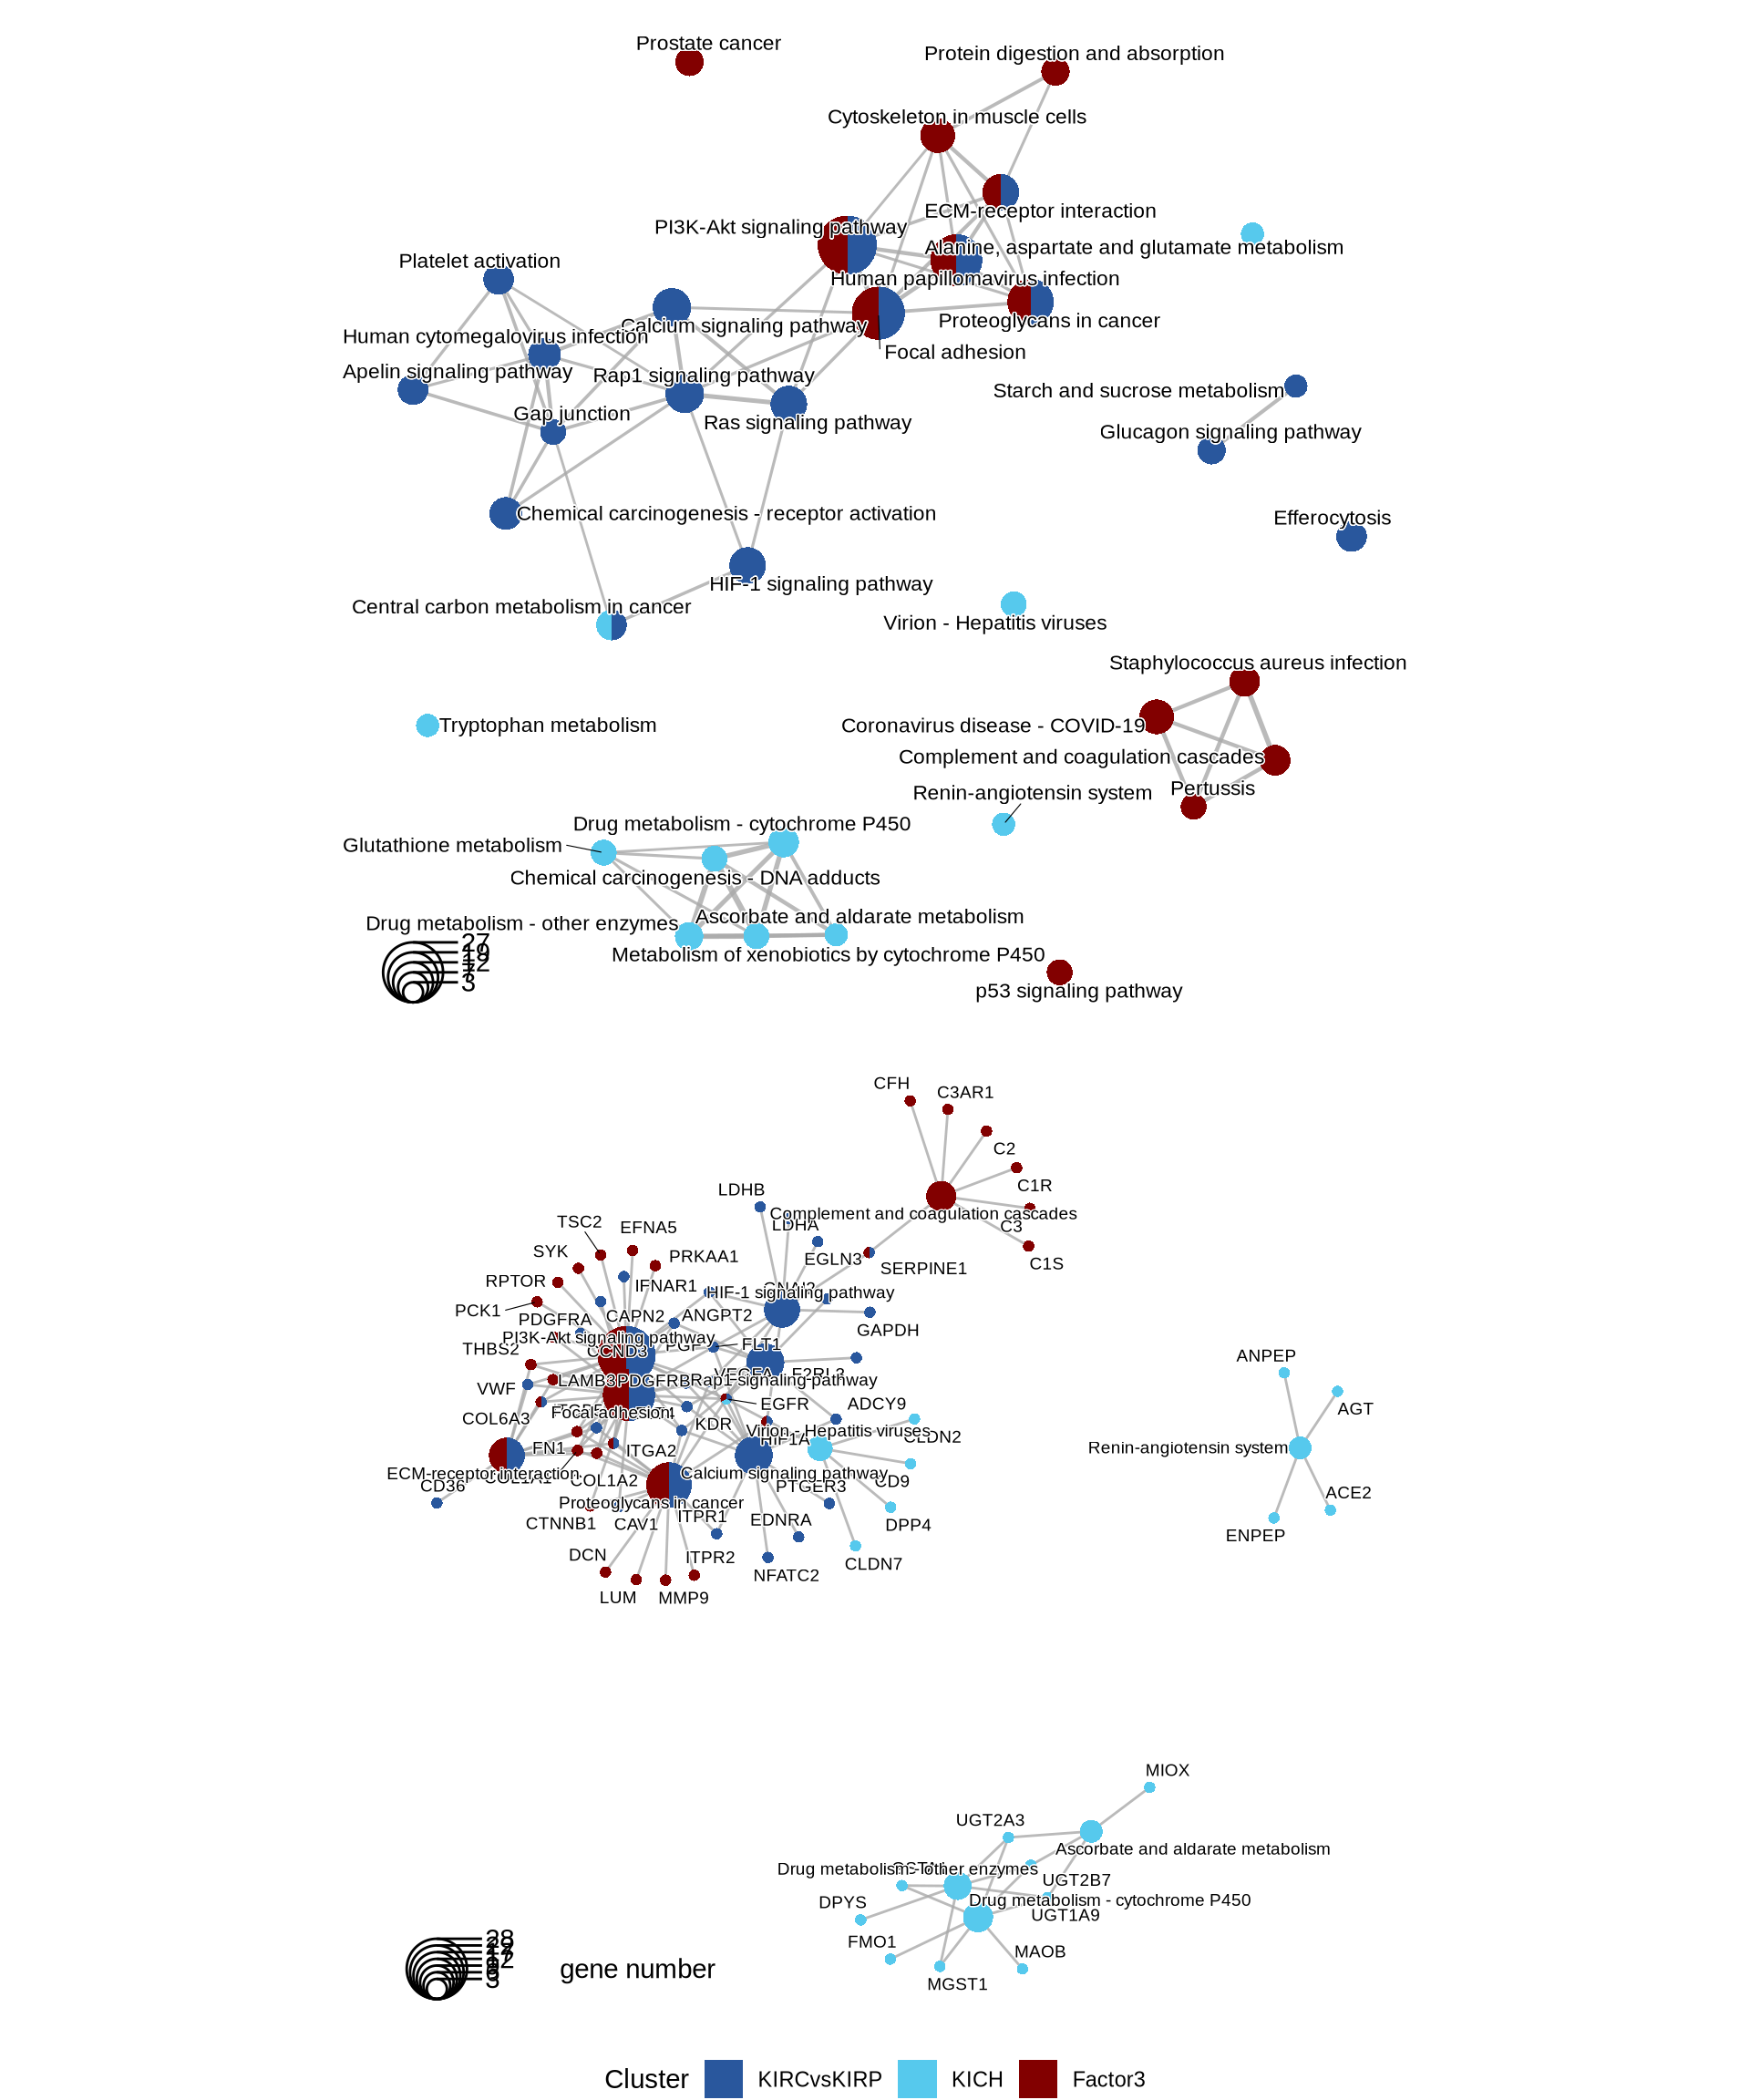 Prostate cancer
Protein digestion and absorption
Cytoskeleton in muscle cells
ECM-receptor interaction
PI3K-Akt signaling pathway
Alanine, aspartate and glutamate metabolism
Platelet activation
Human papillomavirus infection
Proteoglycans in cancer
Calcium signaling pathway
Human cytomegalovirus infection
Focal adhesion
Apelin signaling pathway
Rap1 signaling pathway
Starch and sucrose metabolism
Gap junction
Ras signaling pathway
Glucagon signaling pathway
Chemical carcinogenesis - receptor activation
Efferocytosis
HIF-1 signaling pathway
Central carbon metabolism in cancer
Virion - Hepatitis viruses
Staphylococcus aureus infection
Tryptophan metabolism
Coronavirus disease - COVID-19
Complement and coagulation cascades
Pertussis
Renin-angiotensin system
Drug metabolism - cytochrome P450
Glutathione metabolism
Chemical carcinogenesis - DNA adducts
Ascorbate and aldarate metabolism
Drug metabolism - other enzymes
Metabolism of xenobiotics by cytochrome P450
27
12
3
p53 signaling pathway
CFH
C3AR1
C2
C1R
LDHB
Complement and coagulation cascades
LDHA
C3
TSC2
EFNA5
SYK
PRKAA1
EGLN3
SERPINE1
C1S
RPTOR
IFNAR1
HIF-1 signaling pathway
PCK1
PDGFRA
CAPN2
ANGPT2
GAPDH
PI3K-Akt signaling pathway
THBS2
CCND3
PGF
FLT1
ANPEP
VWF
LAMB3
PDGFRB
Rap1 signaling pathway
EGFR
ADCY9
AGT
COL6A3
Focal adhesion
KDR
Virion - Hepatitis viruses
HIF1A
CLDN2
FN1
ITGA2
Renin-angiotensin system
ECM-receptor interaction
Calcium signaling pathway
CD36
COL1A1
COL1A2
PTGER3
CD9
ACE2
Proteoglycans in cancer
CTNNB1
CAV1
ITPR1
EDNRA
DPP4
ENPEP
DCN
ITPR2
NFATC2
CLDN7
LUM
MMP9
MIOX
UGT2A3
Ascorbate and aldarate metabolism
Drug metabolism - other enzymes
UGT2B7
DPYS
Drug metabolism - cytochrome P450
UGT1A9
FMO1
MAOB
MGST1
28
12
3
gene number
Cluster KIRCvsKIRP KICH Factor3